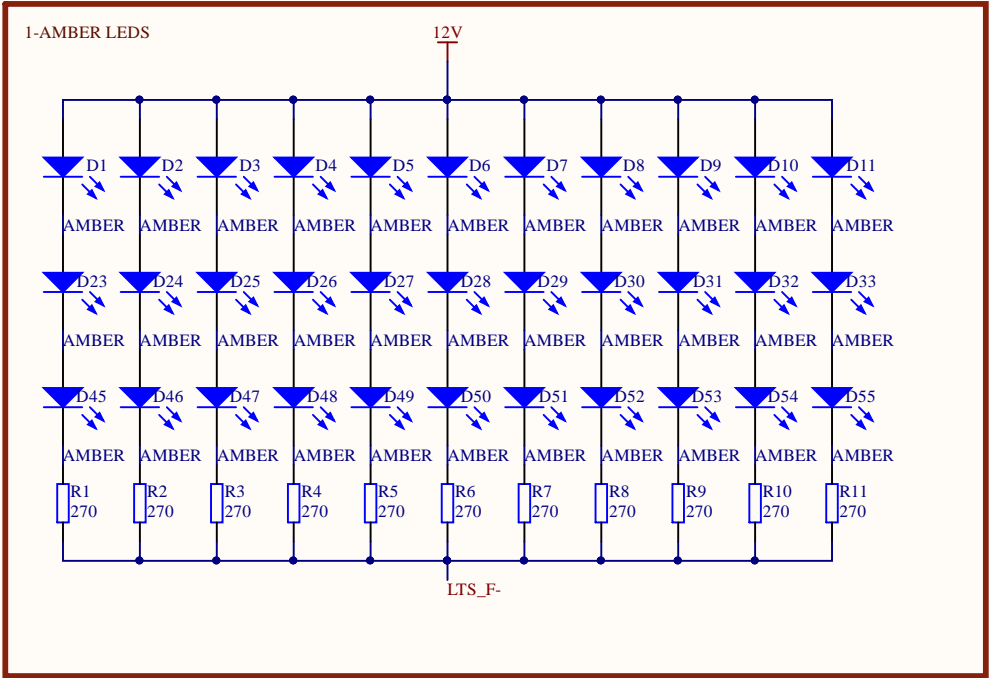 1-AMBER LEDS
12V
D1 D2 D3 D4 D5 D6 D7 D8 D9 D10 D11
AMBER AMBER AMBER AMBER AMBER AMBER AMBER AMBER AMBER AMBER AMBER
D23 D24 D25 D26 D27 D28 D29 D30 D31 D32 D33
AMBER AMBER AMBER AMBER AMBER AMBER AMBER AMBER AMBER AMBER AMBER
D45 D46 D47 D48 D49 D50 D51 D52 D53 D54 D55
AMBER AMBER AMBER AMBER AMBER AMBER AMBER AMBER AMBER AMBER AMBER
R1 R2 R3 R4 R5 R6 R7 R8 R9 R10 R11
270 270 270 270 270 270 270 270 270 270 270
LTS_F-